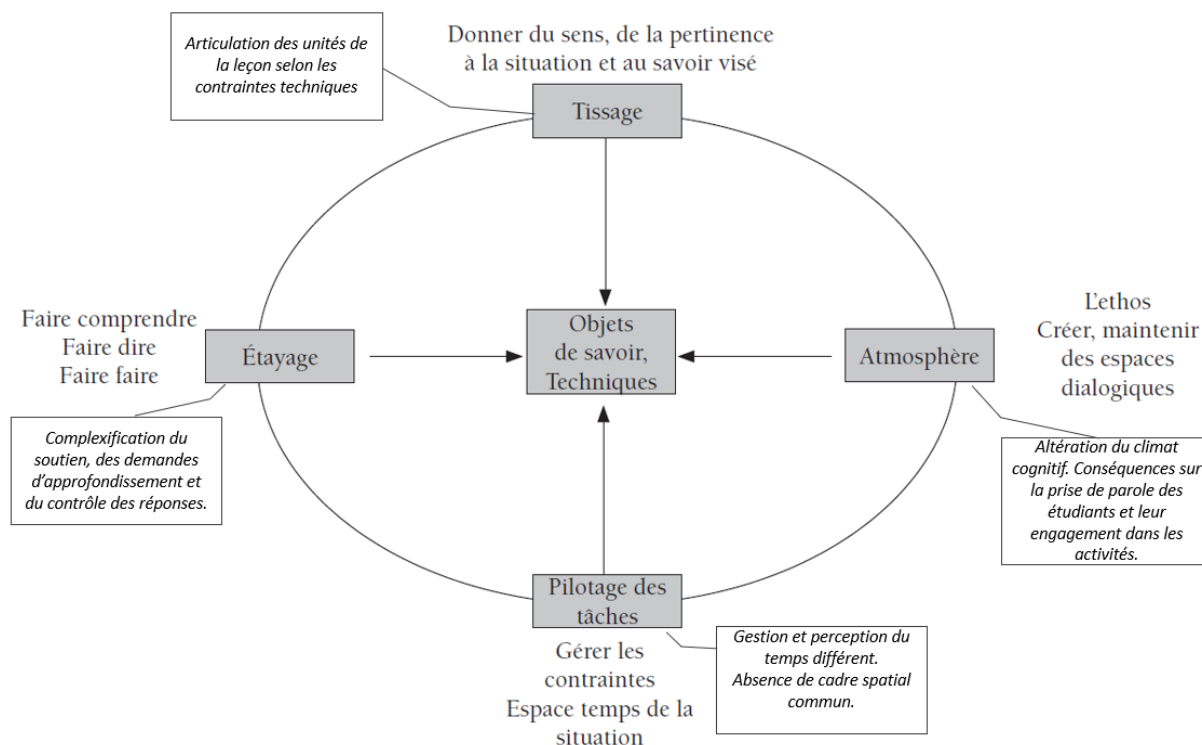 Articulation des unités de
la leçon selon les
contraintes techniques
Donner du sens, de la pertinence
à la situation et au savoir visé
Tissage
Faire comprendre
Faire dire
Faire faire
Étayage
Objets
de savoir,
Techniques
Atmosphère
L'ethos
Créer, maintenir
des espaces
dialogiques
Complexification du
soutien, des demandes
d'approfondissement et
du contrôle des réponses.
Altération du climat
cognitif. Conséquences sur
la prise de parole des
étudiants et leur
engagement dans les
activités.
Pilotage des
tâches
Gérer les
contraintes
Espace temps de la
situation
Gestion et perception du
temps différent.
Absence de cadre spatial
commun.